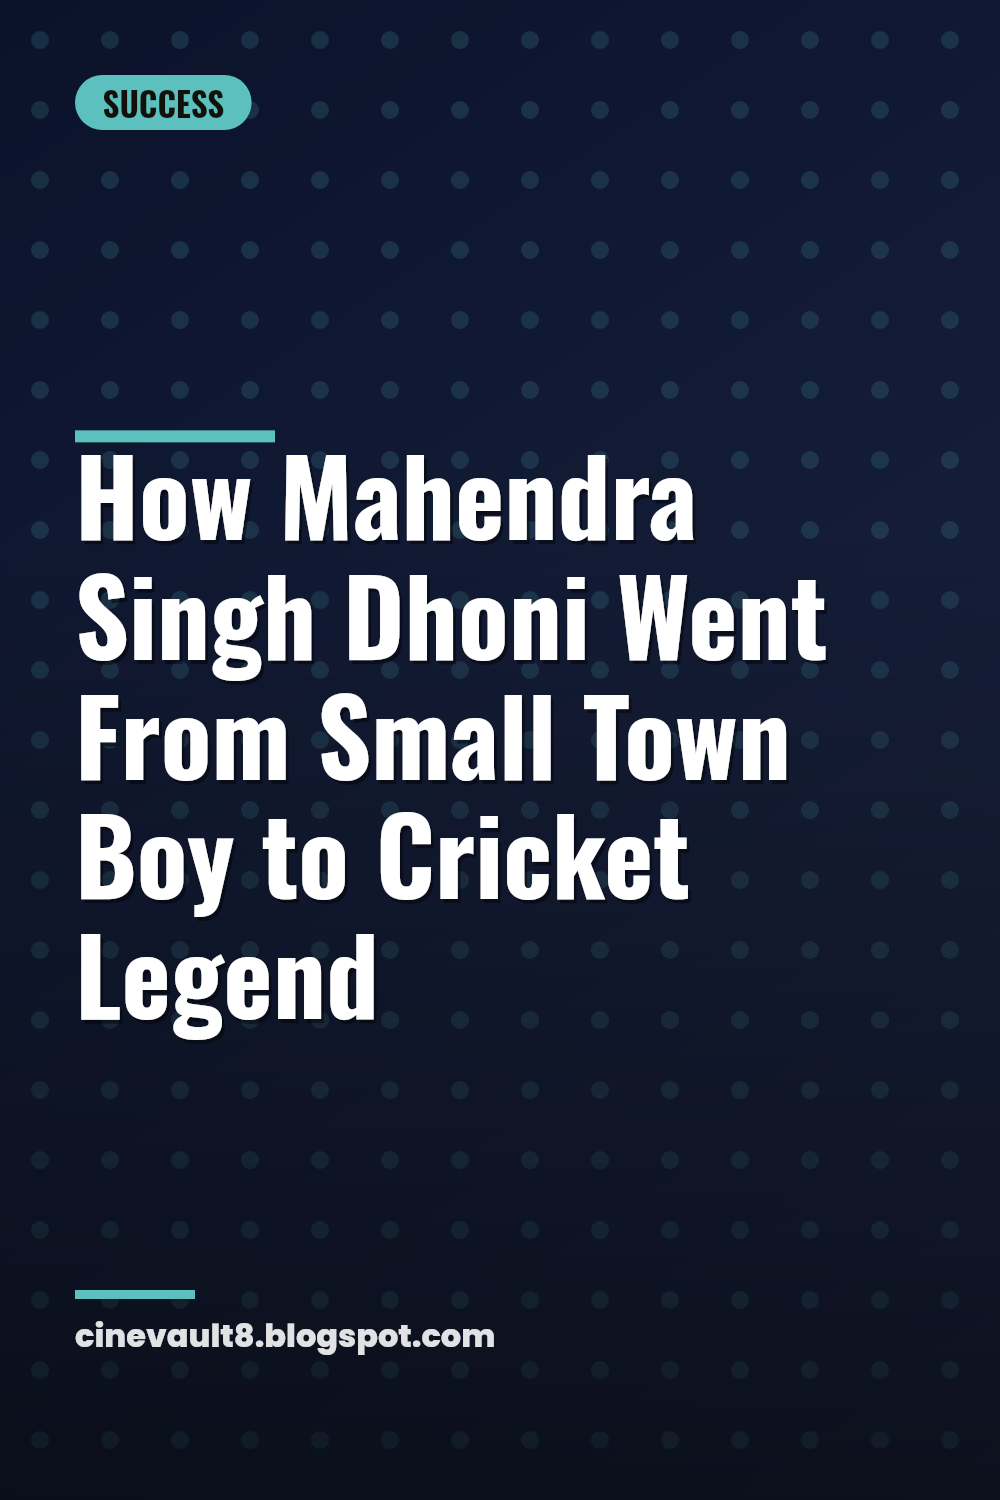 SUCCESS
How Mahendra
Singh Dhoni Went
From Small Town
Boy to Cricket
Legend
cinevault8.blogspot.com